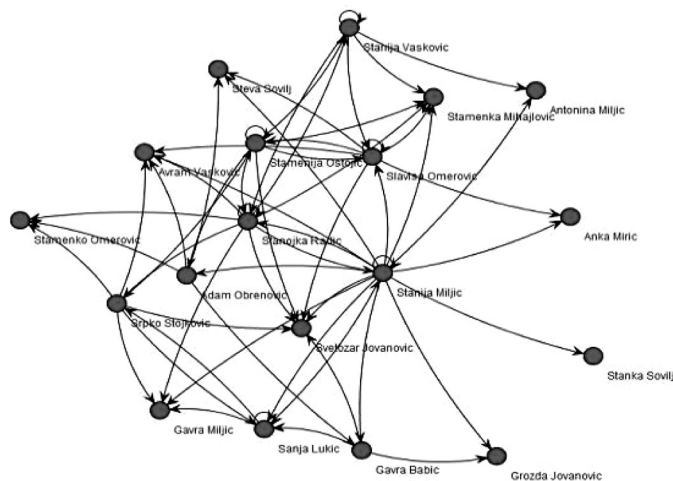 Stanija Vaskovic
Steva Sovilj
Antonina Miljic
Stamenka Mihajlovic
Stamenija Ostojic
Slavisa Omerovic
Avram Vaskovic
Stamenko Omerovic
Stanojka Radic
Anka Miric
Adam Obrenovic
Stanija Miljic
Srpko Stojkovic
Svetozar Jovanovic
Stanka Sovilj
Gavra Miljic
Sanja Lukic
Gavra Babic
Grozda Jovanovic